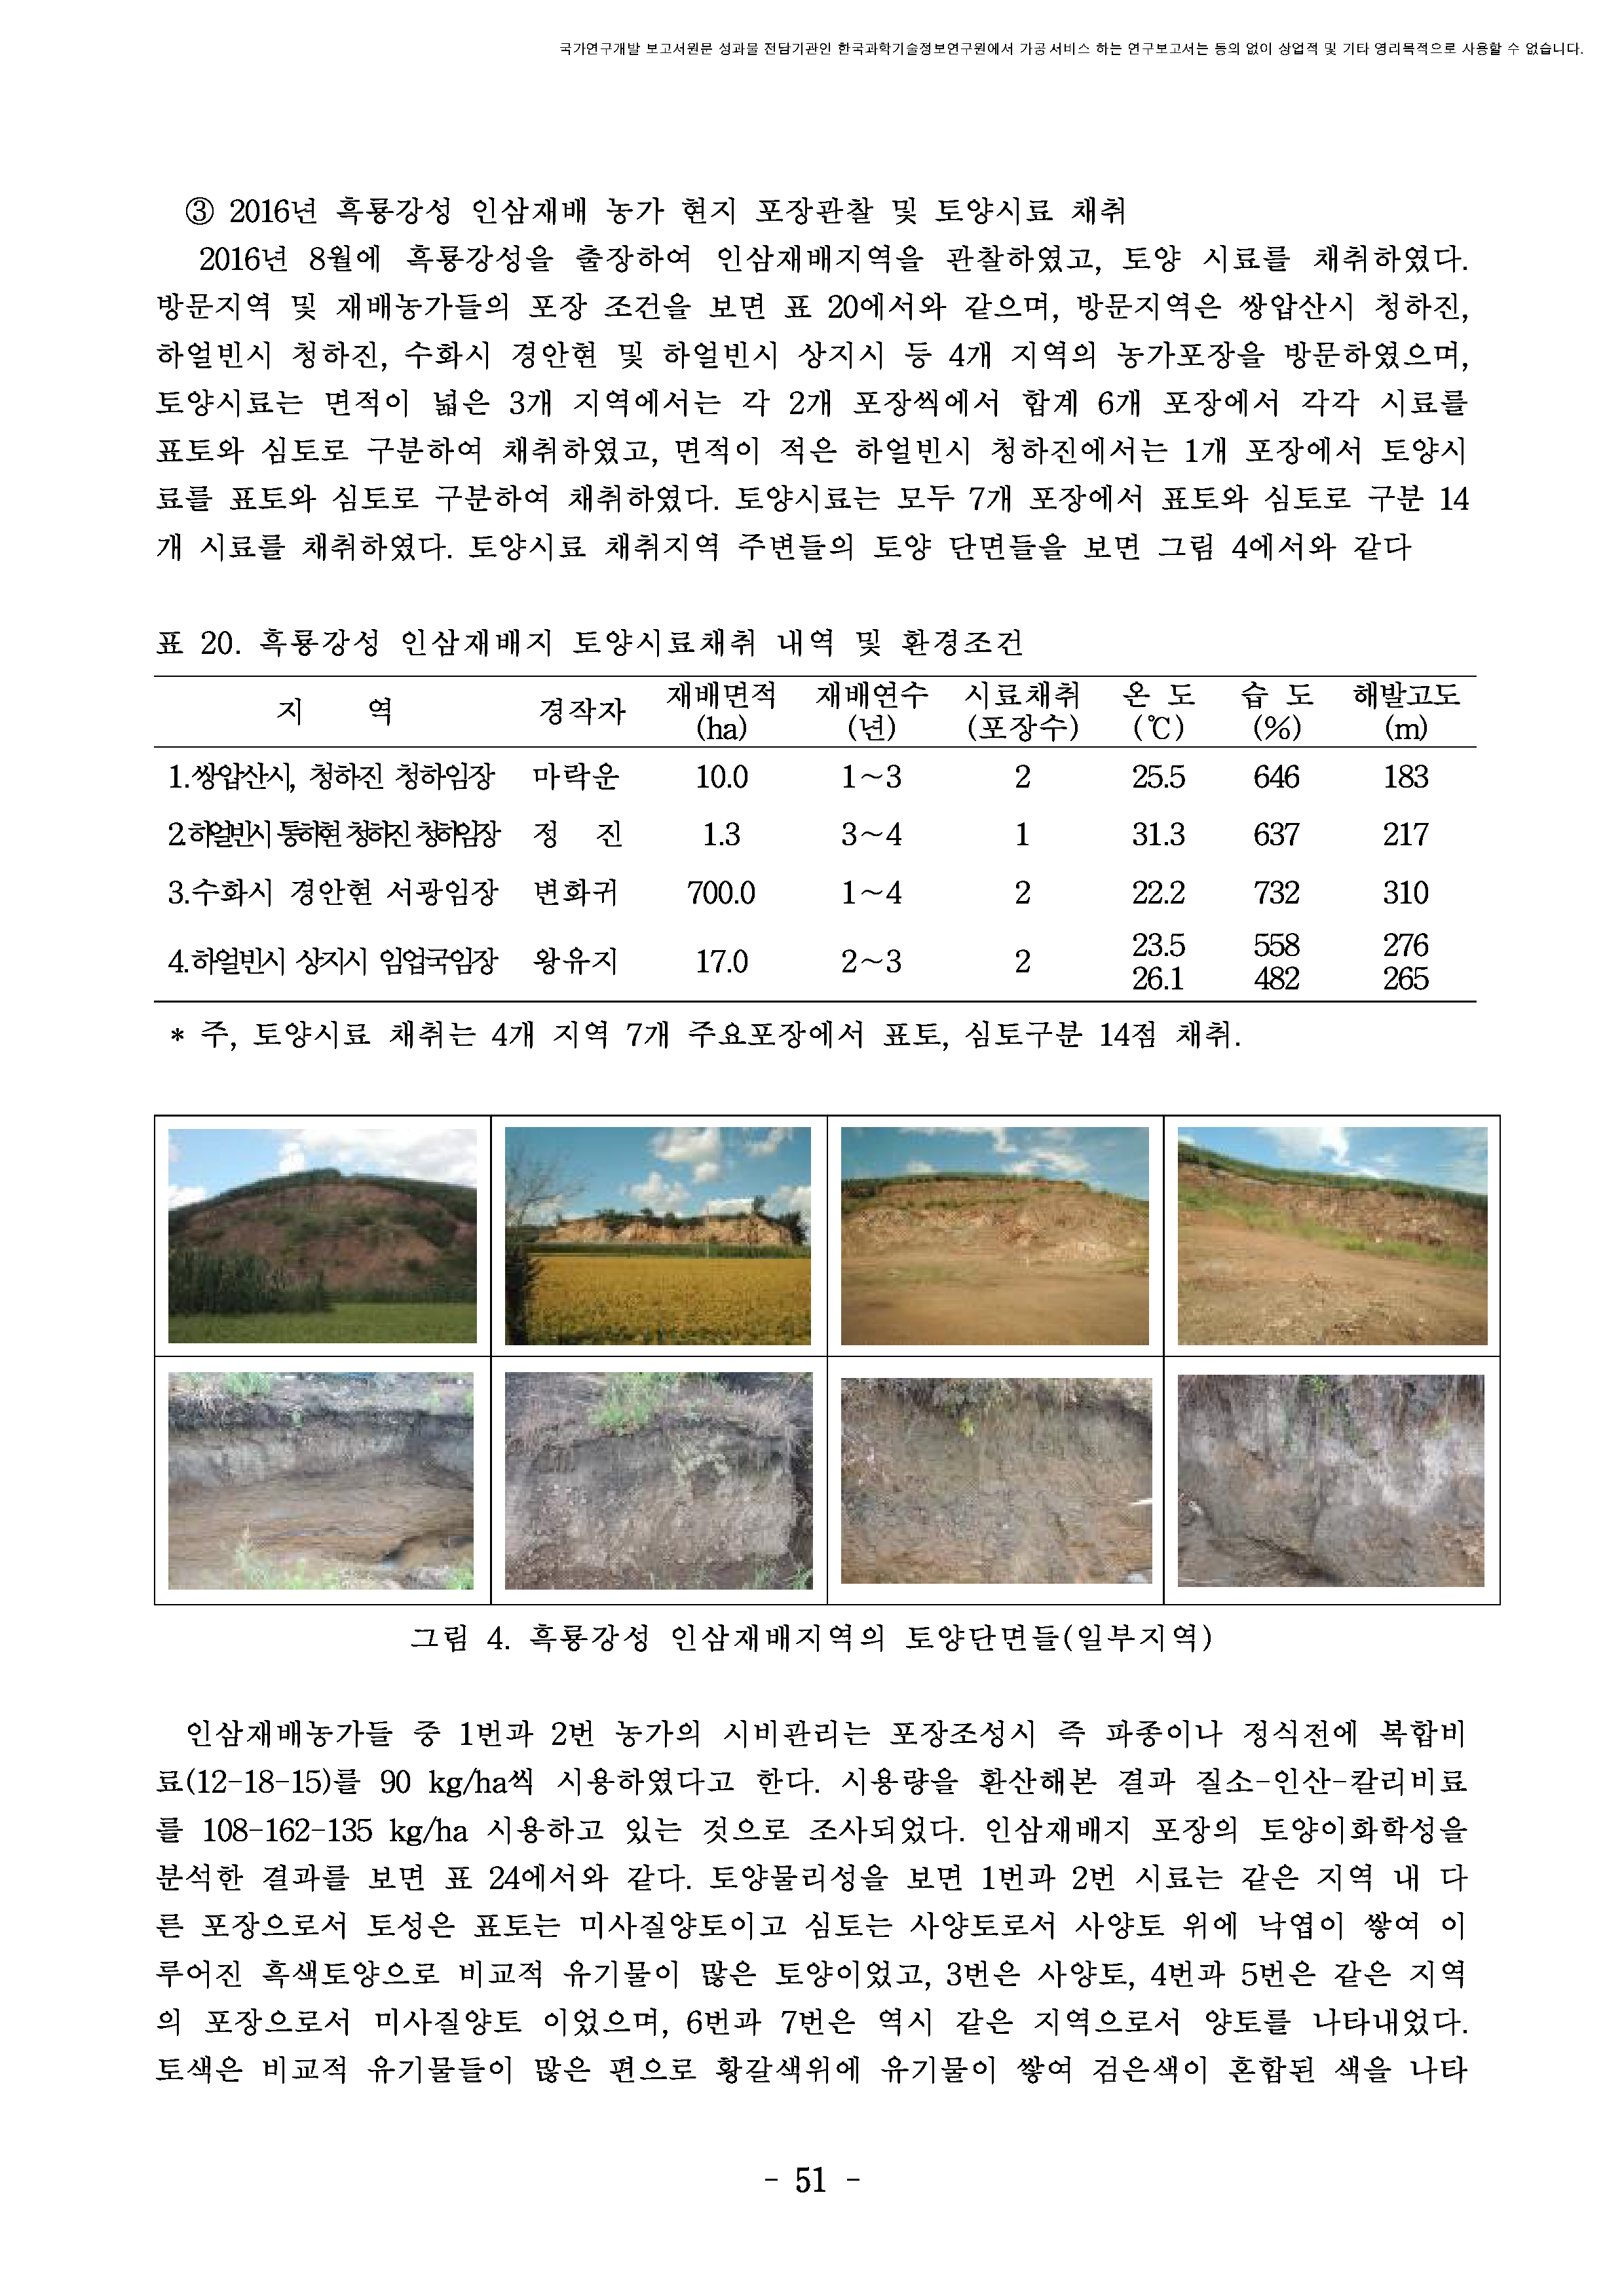 국가연구개발 보고서원문 성과물 전담기관인 한국과학기술정보연구원에서 가공·서비스 하는 연구보고서는 동의 없이 상업적 및 기타 영리목적으로 사용할 수 없습니다.
③ 2016년 흑룡강성 인삼재배 농가 현지 포장관찰 및 토양시료 채취
2016년 8월에 흑룡강성을 출장하여 인삼재배지역을 관찰하였고, 토양 시료를 채취하였다.
방문지역 및 재배농가들의 포장 조건을 보면 표 20에서와 같으며, 방문지역은 쌍압산시 청하진,
하얼빈시 청하진, 수화시 경안현 및 하얼빈시 상지시 등 4개 지역의 농가포장을 방문하였으며,
토양시료는 면적이 넓은 3개 지역에서는 각 2개 포장씩에서 합계 6개 포장에서 각각 시료를
표토와 심토로 구분하여 채취하였고, 면적이 적은 하얼빈시 청하진에서는 1개 포장에서 토양시
료를 표토와 심토로 구분하여 채취하였다. 토양시료는 모두 7개 포장에서 표토와 심토로 구분 14
개 시료를 채취하였다. 토양시료 채취지역 주변들의 토양 단면들을 보면 그림 4에서와 같다
표 20. 흑룡강성 인삼재배지 토양시료채취 내역 및 환경조건
지 역 경작자 재배면적 재배연수 시료채취 온 도 습 도 해발고도
(ha) (년) (포장수) (℃) (%) (m)
1.쌍압산시, 청하진 청하임장 마락운 10.0 1~3 2 25.5 646 183
2.하얼빈시 통하현 청하진 청하임장 정 진 1.3 3~4 1 31.3 637 217
3.수화시 경안현 서광임장 변화귀 700.0 1~4 2 22.2 732 310
4.하얼빈시 상지시 임업국임장 왕유지 17.0 2~3 2 23.5 558 276
26.1 482 265
* 주, 토양시료 채취는 4개 지역 7개 주요포장에서 표토, 심토구분 14점 채취.
그림 4. 흑룡강성 인삼재배지역의 토양단면들(일부지역)
인삼재배농가들 중 1번과 2번 농가의 시비관리는 포장조성시 즉 파종이나 정식전에 복합비
료(12-18-15)를 90 kg/ha씩 시용하였다고 한다. 시용량을 환산해본 결과 질소-인산-칼리비료
를 108-162-135 kg/ha 시용하고 있는 것으로 조사되었다. 인삼재배지 포장의 토양이화학성을
분석한 결과를 보면 표 24에서와 같다. 토양물리성을 보면 1번과 2번 시료는 같은 지역 내 다
른 포장으로서 토성은 표토는 미사질양토이고 심토는 사양토로서 사양토 위에 낙엽이 쌓여 이
루어진 흑색토양으로 비교적 유기물이 많은 토양이었고, 3번은 사양토, 4번과 5번은 같은 지역
의 포장으로서 미사질양토 이었으며, 6번과 7번은 역시 같은 지역으로서 양토를 나타내었다.
토색은 비교적 유기물들이 많은 편으로 황갈색위에 유기물이 쌓여 검은색이 혼합된 색을 나타
- 51 -